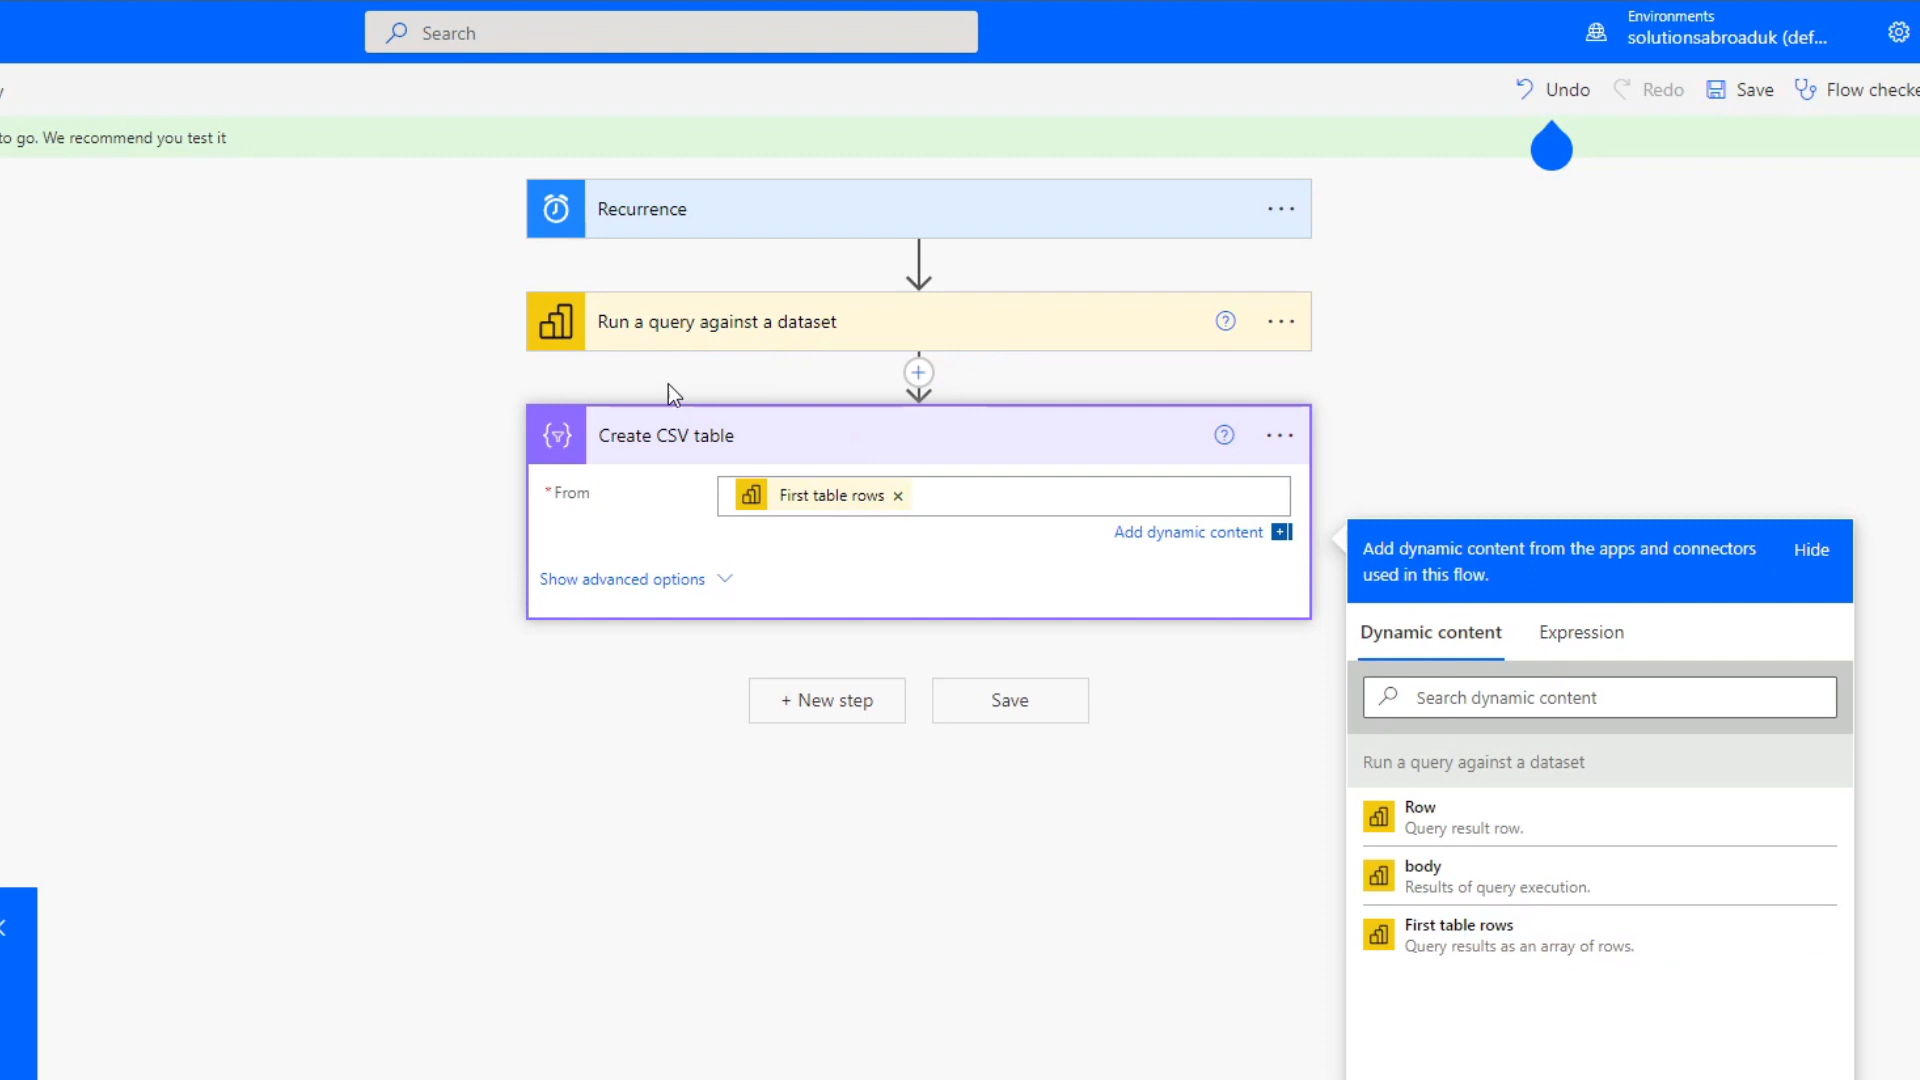 Search
Environments
solutionsabroaduk (def...
Undo
Redo
Save
Flow checke
to go. We recommend you test it
Recurrence
Run a query against a dataset
Create CSV table
* From
First table rows ×
Add dynamic content
Show advanced options
+ New step
Save
Add dynamic content from the apps and connectors
used in this flow.
Hide
Dynamic content
Expression
Search dynamic content
Run a query against a dataset
Row
Query result row.
body
Results of query execution.
First table rows
Query results as an array of rows.